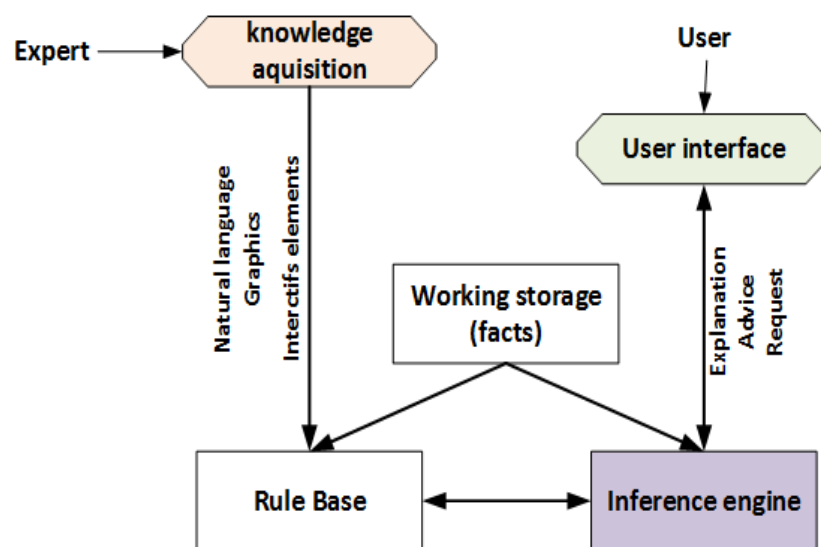 Expert
knowledge
aquisition
User
User interface
Natural language
Graphics
Interctifs elements
Working storage
(facts)
Explanation
Advice
Request
Rule Base
Inference engine